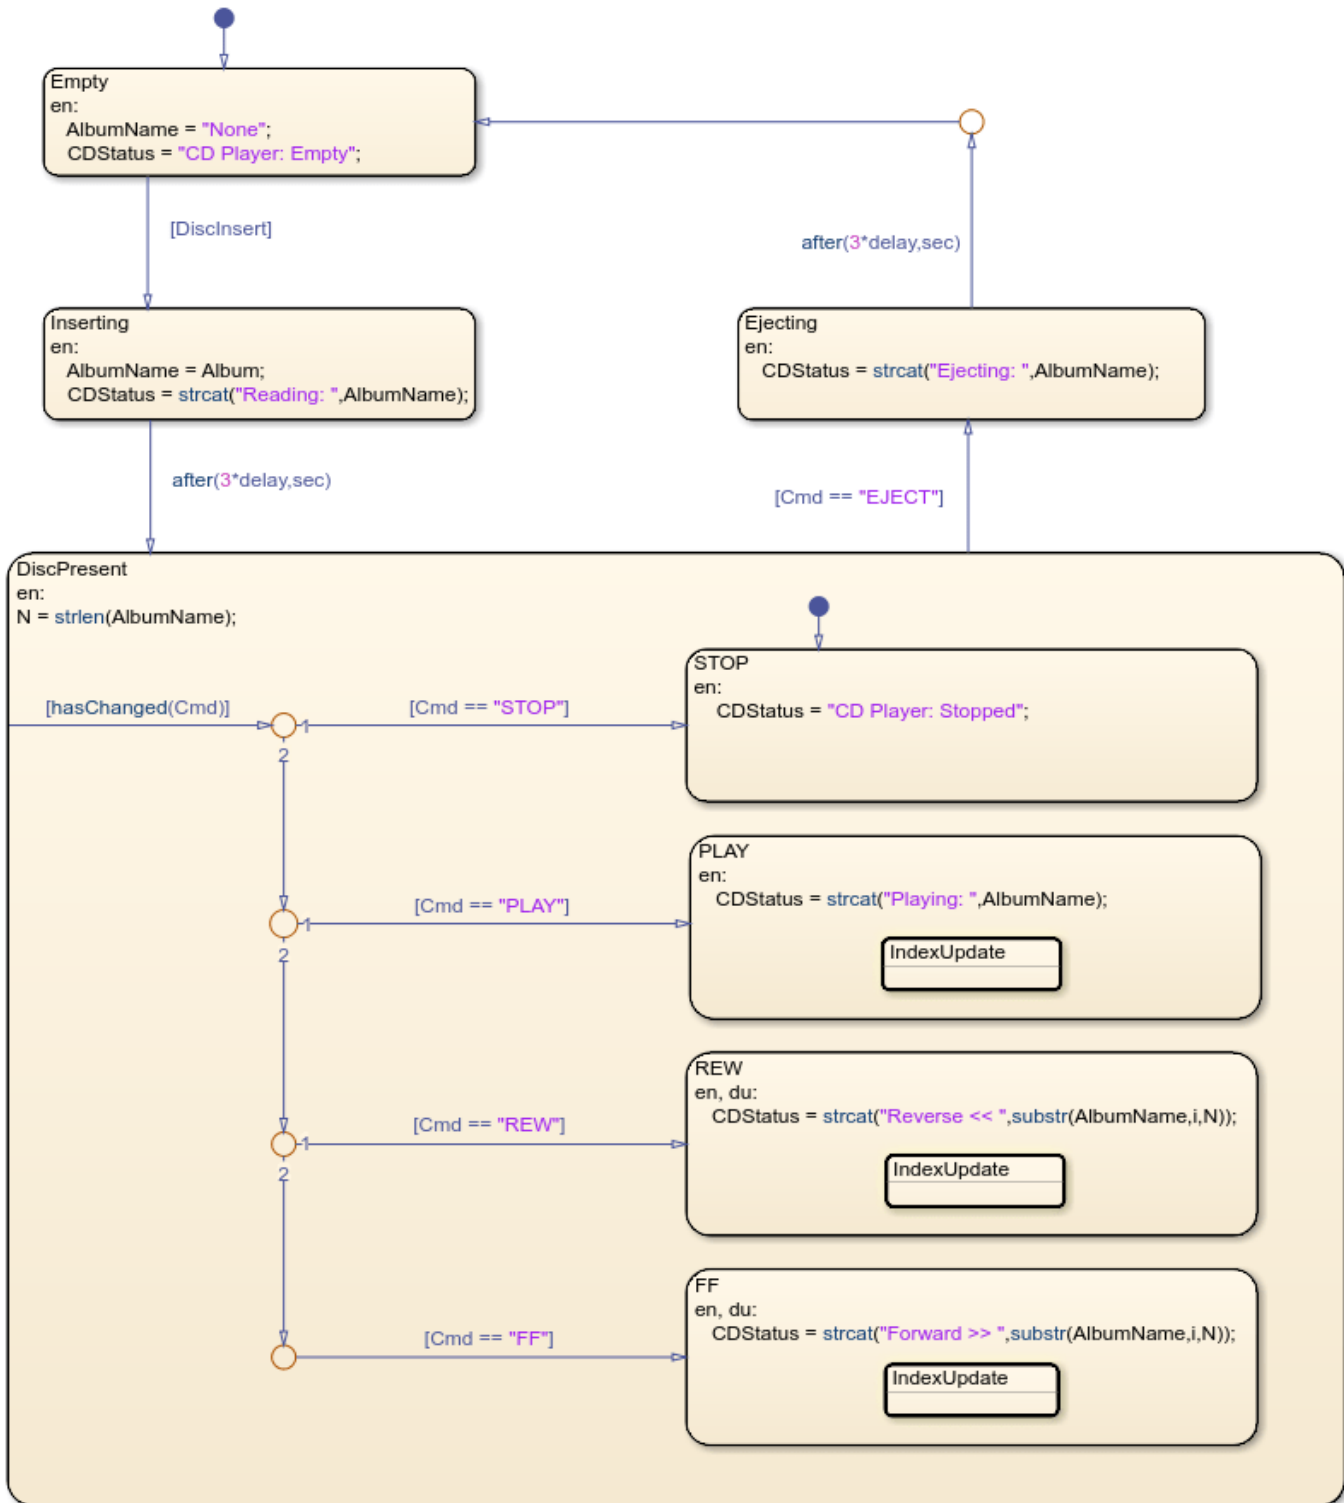 Empty
en:
AlbumName = "None";
CDStatus = "CD Player: Empty";
[DiscInsert]
after(3*delay,sec)
Inserting
en:
AlbumName = Album;
CDStatus = strcat("Reading: ",AlbumName);
Ejecting
en:
CDStatus = strcat("Ejecting: ",AlbumName);
after(3*delay,sec)
[Cmd == "EJECT"]
DiscPresent
en:
N = strlen(AlbumName);
STOP
en:
CDStatus = "CD Player: Stopped";
[hasChanged(Cmd)]
1
[Cmd == "STOP"]
2
PLAY
en:
CDStatus = strcat("Playing: ",AlbumName);
IndexUpdate
[Cmd == "PLAY"]
1
2
REW
en, du:
CDStatus = strcat("Reverse << ",substr(AlbumName,i,N));
IndexUpdate
[Cmd == "REW"]
1
2
FF
en, du:
CDStatus = strcat("Forward >> ",substr(AlbumName,i,N));
IndexUpdate
[Cmd == "FF"]